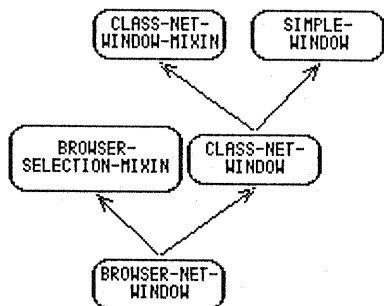 CLASS-NET-
WINDOW-MIXIN
SIMPLE-
WINDOW
BROWSER-
SELECTION-MIXIN
CLASS-NET-
WINDOW
BROWSER-NET-
WINDOW